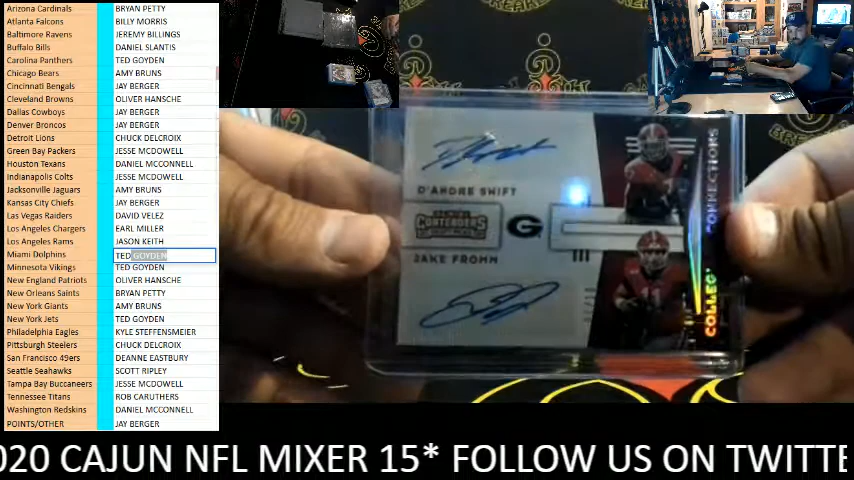 Arizona Cardinals BRYAN PETTY
Atlanta Falcons BILLY MORRIS
Baltimore Ravens JEREMY BILLINGS
Buffalo Bills DANIEL SLANTIS
Carolina Panthers TED GOYDEN
Chicago Bears AMY BRUNS
Cincinnati Bengals JAY BERGER
Cleveland Browns OLIVER HANSCHE
Dallas Cowboys JAY BERGER
Denver Broncos JAY BERGER
Detroit Lions CHUCK DELCROIX
Green Bay Packers JESSE MCDOWELL
Houston Texans DANIEL MCCONNELL
Indianapolis Colts JESSE MCDOWELL
Jacksonville Jaguars AMY BRUNS
Kansas City Chiefs JAY BERGER
Las Vegas Raiders DAVID VELEZ
Los Angeles Chargers EARL MILLER
Los Angeles Rams JASON KEITH
Miami Dolphins TED GOYDEN
Minnesota Vikings TED GOYDEN
New England Patriots OLIVER HANSCHE
New Orleans Saints BRYAN PETTY
New York Giants AMY BRUNS
New York Jets TED GOYDEN
Philadelphia Eagles KYLE STEFFENSMEIER
Pittsburgh Steelers CHUCK DELCROIX
San Francisco 49ers DEANNE EASTBURY
Seattle Seahawks SCOTT RIPLEY
Tampa Bay Buccaneers JESSE MCDOWELL
Tennessee Titans ROB CARUTHERS
Washington Redskins DANIEL MCCONNELL
POINTS/OTHER JAY BERGER
D'ANDRE SWIFT
CONTENDERS
G
JAKE FROMM
COLLEGE CONNECTIONS
020 CAJUN NFL MIXER 15* FOLLOW US ON TWITTE